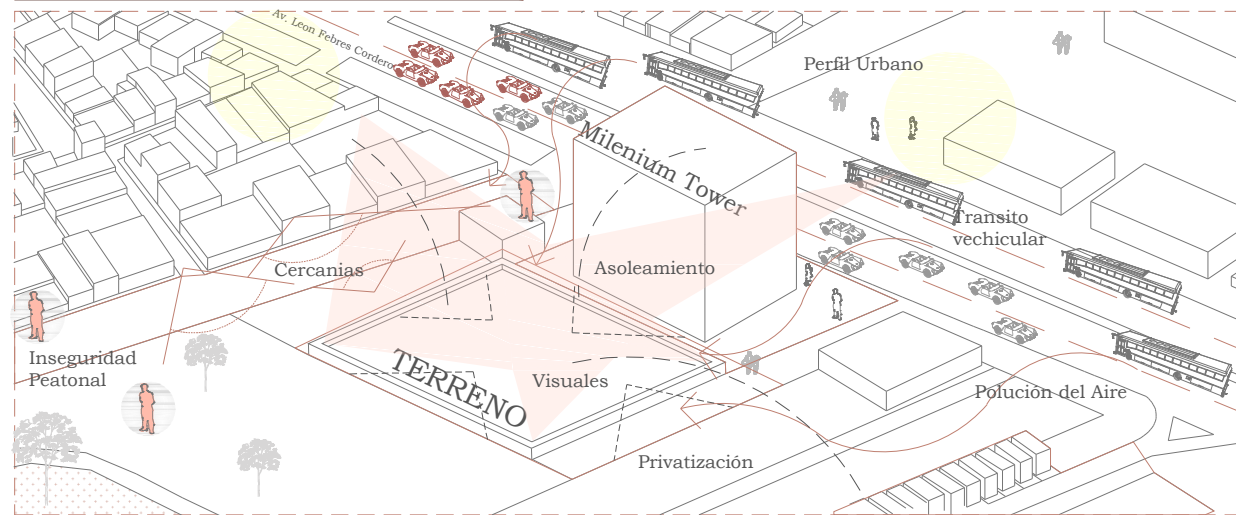 Av. Leon Febres Cordero
Perfil Urbano
Milenium Tower
Transito
vechicular
Cercanias
Asoleamiento
Inseguridad
Peatonal
TERRENO
Visuales
Polución del Aire
Privatización